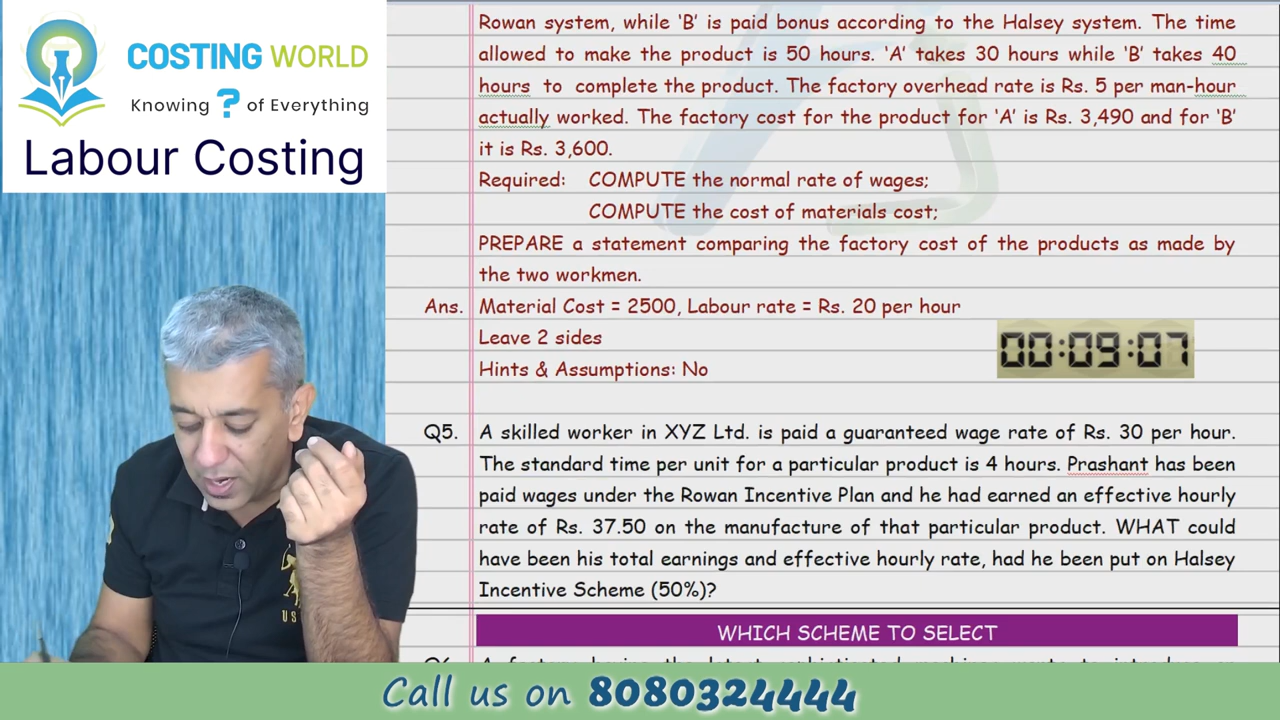 COSTING WORLD
Knowing ? of Everything
Labour Costing
Rowan system, while ‘B’ is paid bonus according to the Halsey system. The time
allowed to make the product is 50 hours. ‘A’ takes 30 hours while ‘B’ takes 40
hours to complete the product. The factory overhead rate is Rs. 5 per man-hour
actually worked. The factory cost for the product for ‘A’ is Rs. 3,490 and for ‘B’
it is Rs. 3,600.
Required: COMPUTE the normal rate of wages;
COMPUTE the cost of materials cost;
PREPARE a statement comparing the factory cost of the products as made by
the two workmen.
Ans. Material Cost = 2500, Labour rate = Rs. 20 per hour
Leave 2 sides
Hints & Assumptions: No
00:09:07
Q5. A skilled worker in XYZ Ltd. is paid a guaranteed wage rate of Rs. 30 per hour.
The standard time per unit for a particular product is 4 hours. Prashant has been
paid wages under the Rowan Incentive Plan and he had earned an effective hourly
rate of Rs. 37.50 on the manufacture of that particular product. WHAT could
have been his total earnings and effective hourly rate, had he been put on Halsey
Incentive Scheme (50%)?
WHICH SCHEME TO SELECT
US
Call us on 8080324444